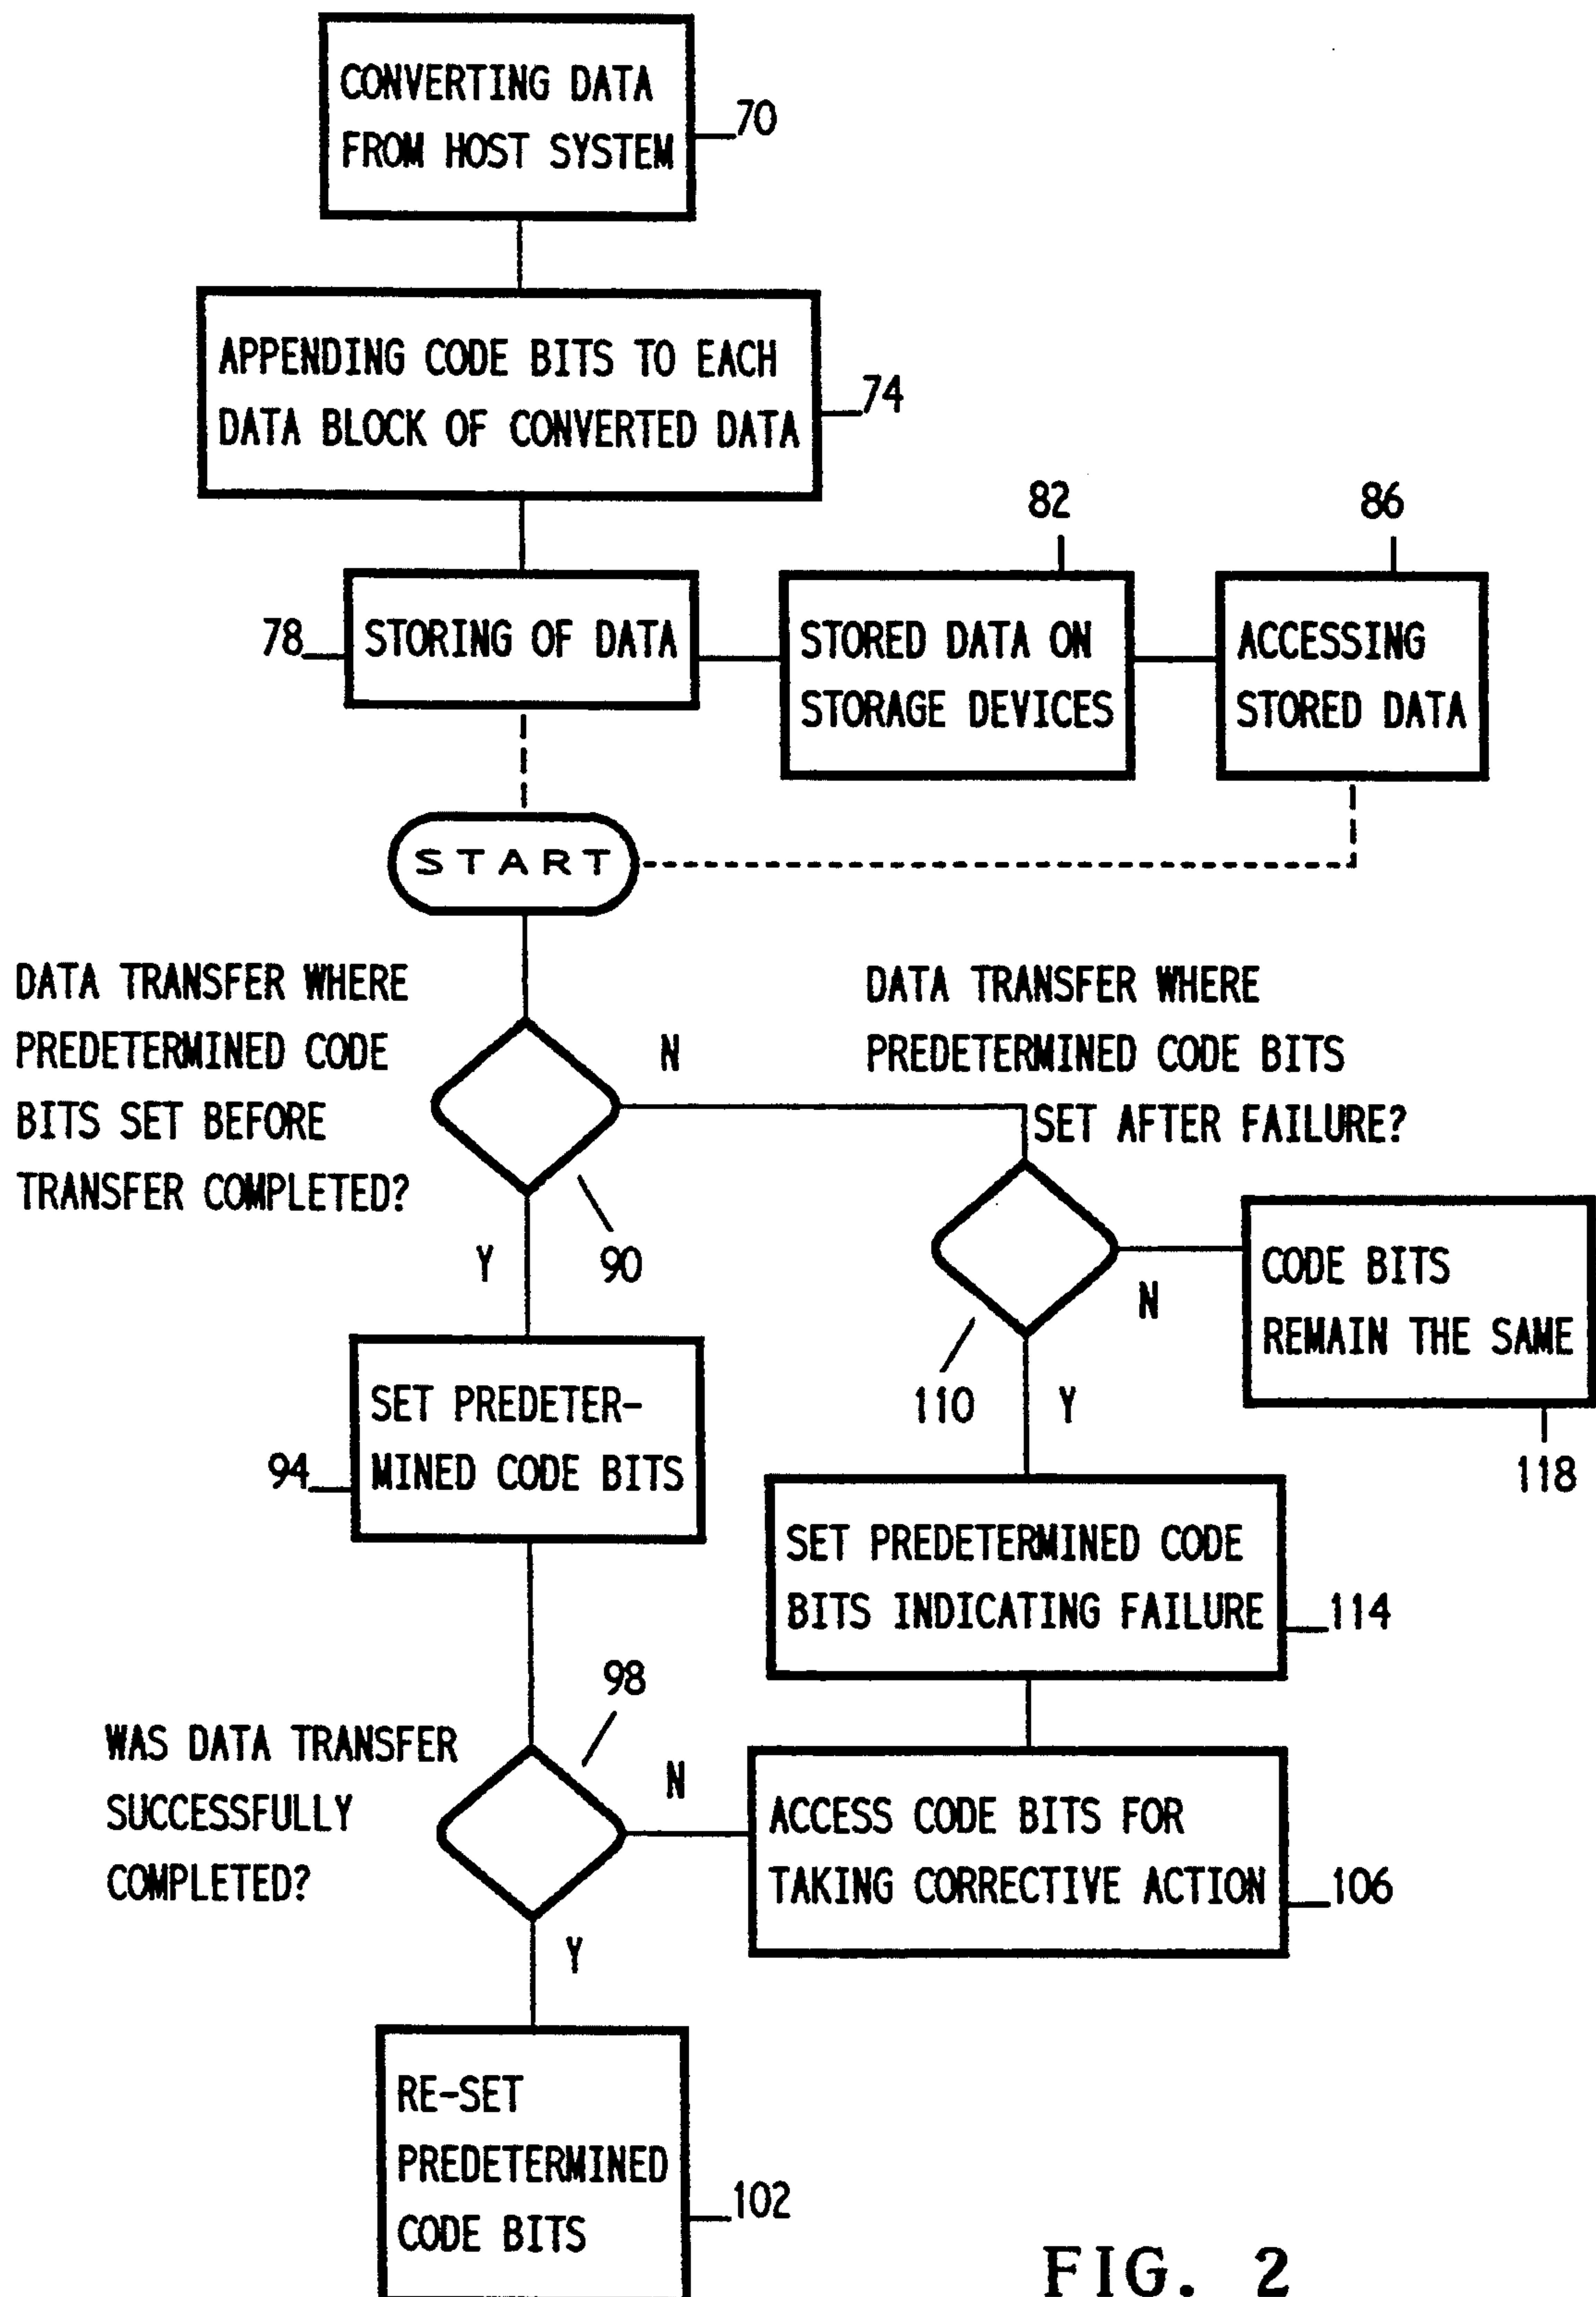 CONVERTING DATA
FROM HOST SYSTEM
70
APPENDING CODE BITS TO EACH
DATA BLOCK OF CONVERTED DATA
74
78
STORING OF DATA
82
STORED DATA ON
STORAGE DEVICES
86
ACCESSING
STORED DATA
START
DATA TRANSFER WHERE
PREDETERMINED CODE
BITS SET BEFORE
TRANSFER COMPLETED?
N
Y
90
DATA TRANSFER WHERE
PREDETERMINED CODE BITS
SET AFTER FAILURE?
110
Y
N
CODE BITS
REMAIN THE SAME
118
94
SET PREDETER-
MINED CODE BITS
SET PREDETERMINED CODE
BITS INDICATING FAILURE
114
98
WAS DATA TRANSFER
SUCCESSFULLY
COMPLETED?
N
Y
ACCESS CODE BITS FOR
TAKING CORRECTIVE ACTION
106
RE-SET
PREDETERMINED
CODE BITS
102
FIG. 2